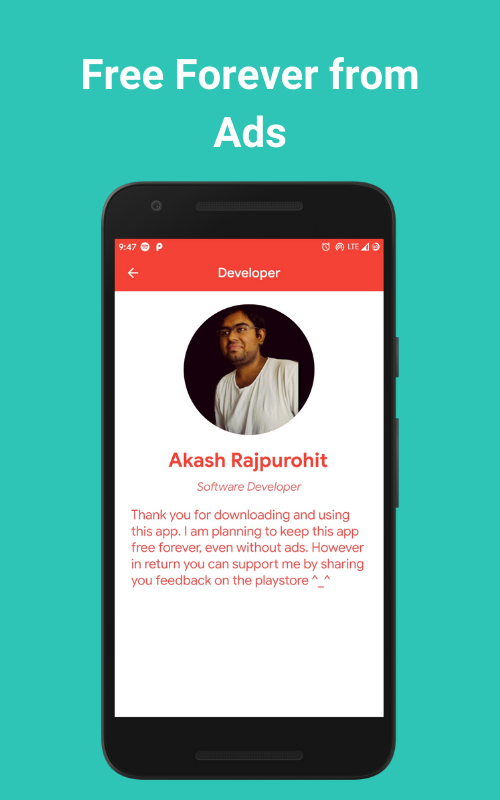 Free Forever from
Ads
9:47
LTE
Developer
Akash Rajpurohit
Software Developer
Thank you for downloading and using
this app. I am planning to keep this app
free forever, even without ads. However
in return you can support me by sharing
you feedback on the playstore ^_^